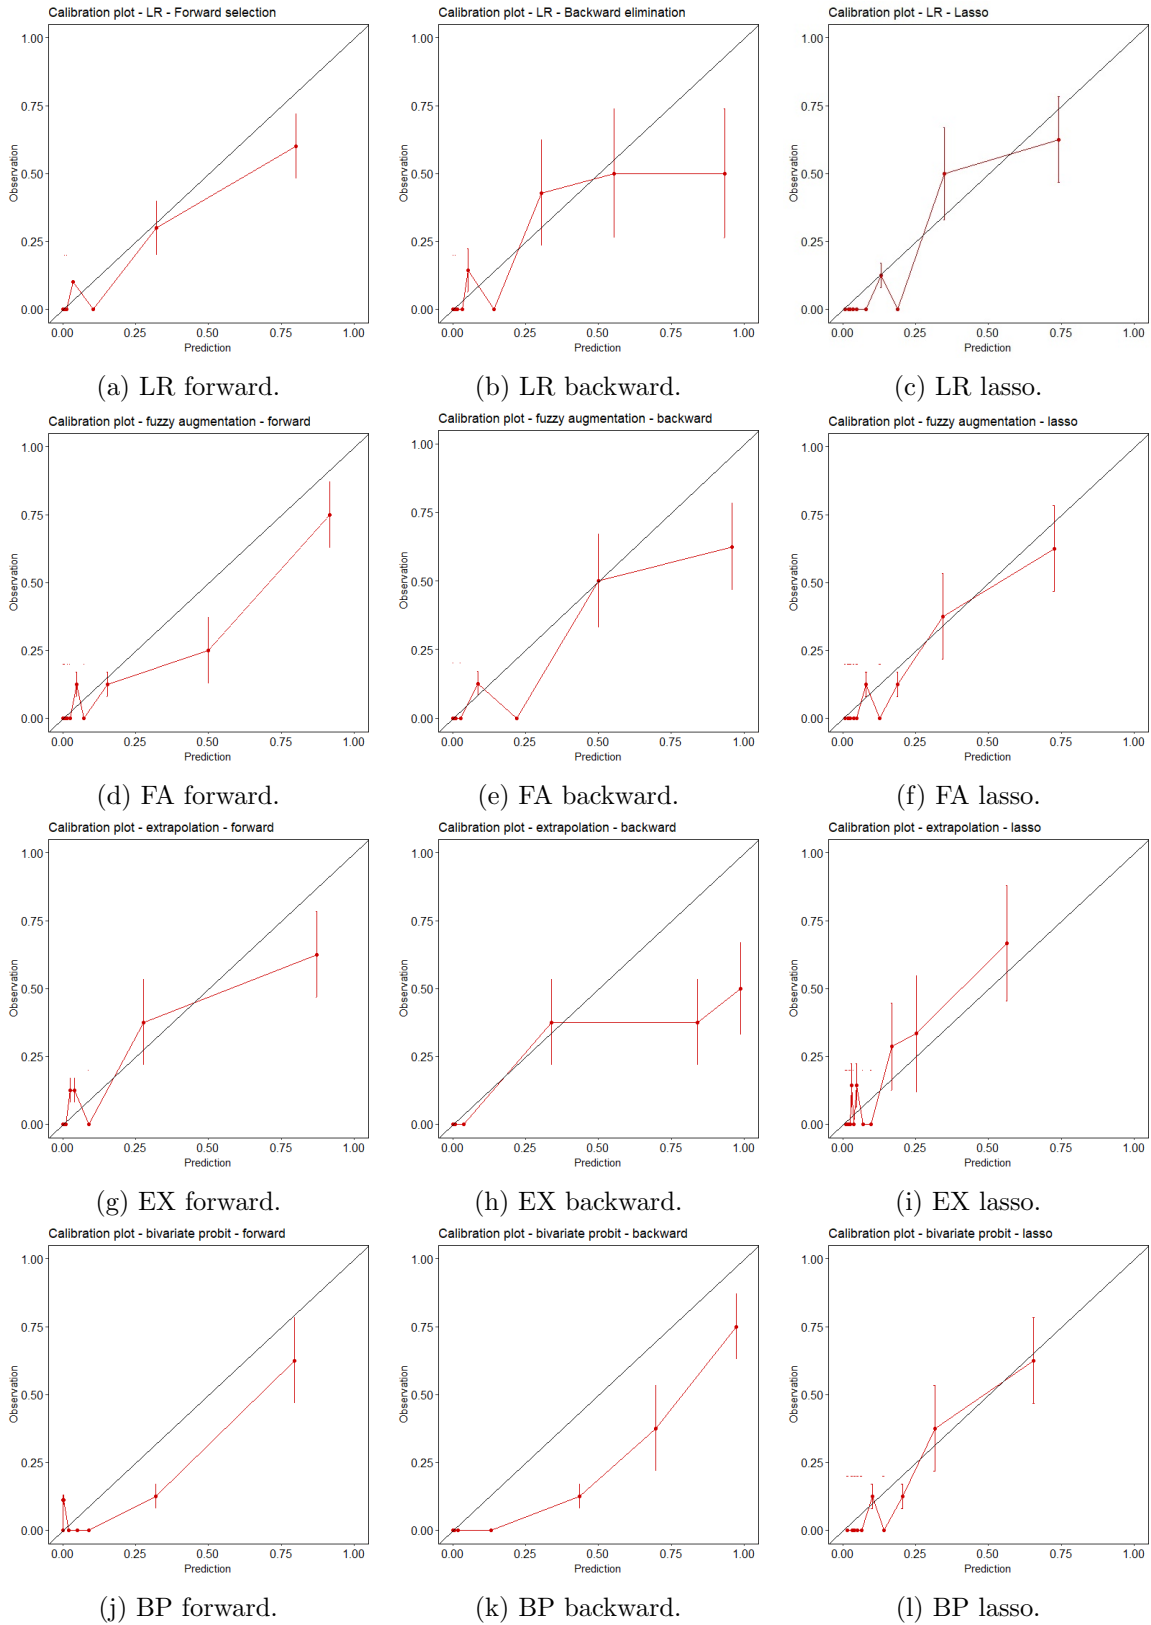 Calibration plot - LR - Forward selection
1.00
0.75
0.50
0.25
0.00
Observation
0.00 0.25 0.50 0.75 1.00
Prediction
(a) LR forward.
Calibration plot - LR - Backward elimination
1.00
0.75
0.50
0.25
0.00
Observation
0.00 0.25 0.50 0.75 1.00
Prediction
(b) LR backward.
Calibration plot - LR - Lasso
1.00
0.75
0.50
0.25
0.00
Observation
0.00 0.25 0.50 0.75 1.00
Prediction
(c) LR lasso.
Calibration plot - fuzzy augmentation - forward
1.00
0.75
0.50
0.25
0.00
Observation
0.00 0.25 0.50 0.75 1.00
Prediction
(d) FA forward.
Calibration plot - fuzzy augmentation - backward
1.00
0.75
0.50
0.25
0.00
Observation
0.00 0.25 0.50 0.75 1.00
Prediction
(e) FA backward.
Calibration plot - fuzzy augmentation - lasso
1.00
0.75
0.50
0.25
0.00
Observation
0.00 0.25 0.50 0.75 1.00
Prediction
(f) FA lasso.
Calibration plot - extrapolation - forward
1.00
0.75
0.50
0.25
0.00
Observation
0.00 0.25 0.50 0.75 1.00
Prediction
(g) EX forward.
Calibration plot - extrapolation - backward
1.00
0.75
0.50
0.25
0.00
Observation
0.00 0.25 0.50 0.75 1.00
Prediction
(h) EX backward.
Calibration plot - extrapolation - lasso
1.00
0.75
0.50
0.25
0.00
Observation
0.00 0.25 0.50 0.75 1.00
Prediction
(i) EX lasso.
Calibration plot - bivariate probit - forward
1.00
0.75
0.50
0.25
0.00
Observation
0.00 0.25 0.50 0.75 1.00
Prediction
(j) BP forward.
Calibration plot - bivariate probit - backward
1.00
0.75
0.50
0.25
0.00
Observation
0.00 0.25 0.50 0.75 1.00
Prediction
(k) BP backward.
Calibration plot - bivariate probit - lasso
1.00
0.75
0.50
0.25
0.00
Observation
0.00 0.25 0.50 0.75 1.00
Prediction
(l) BP lasso.